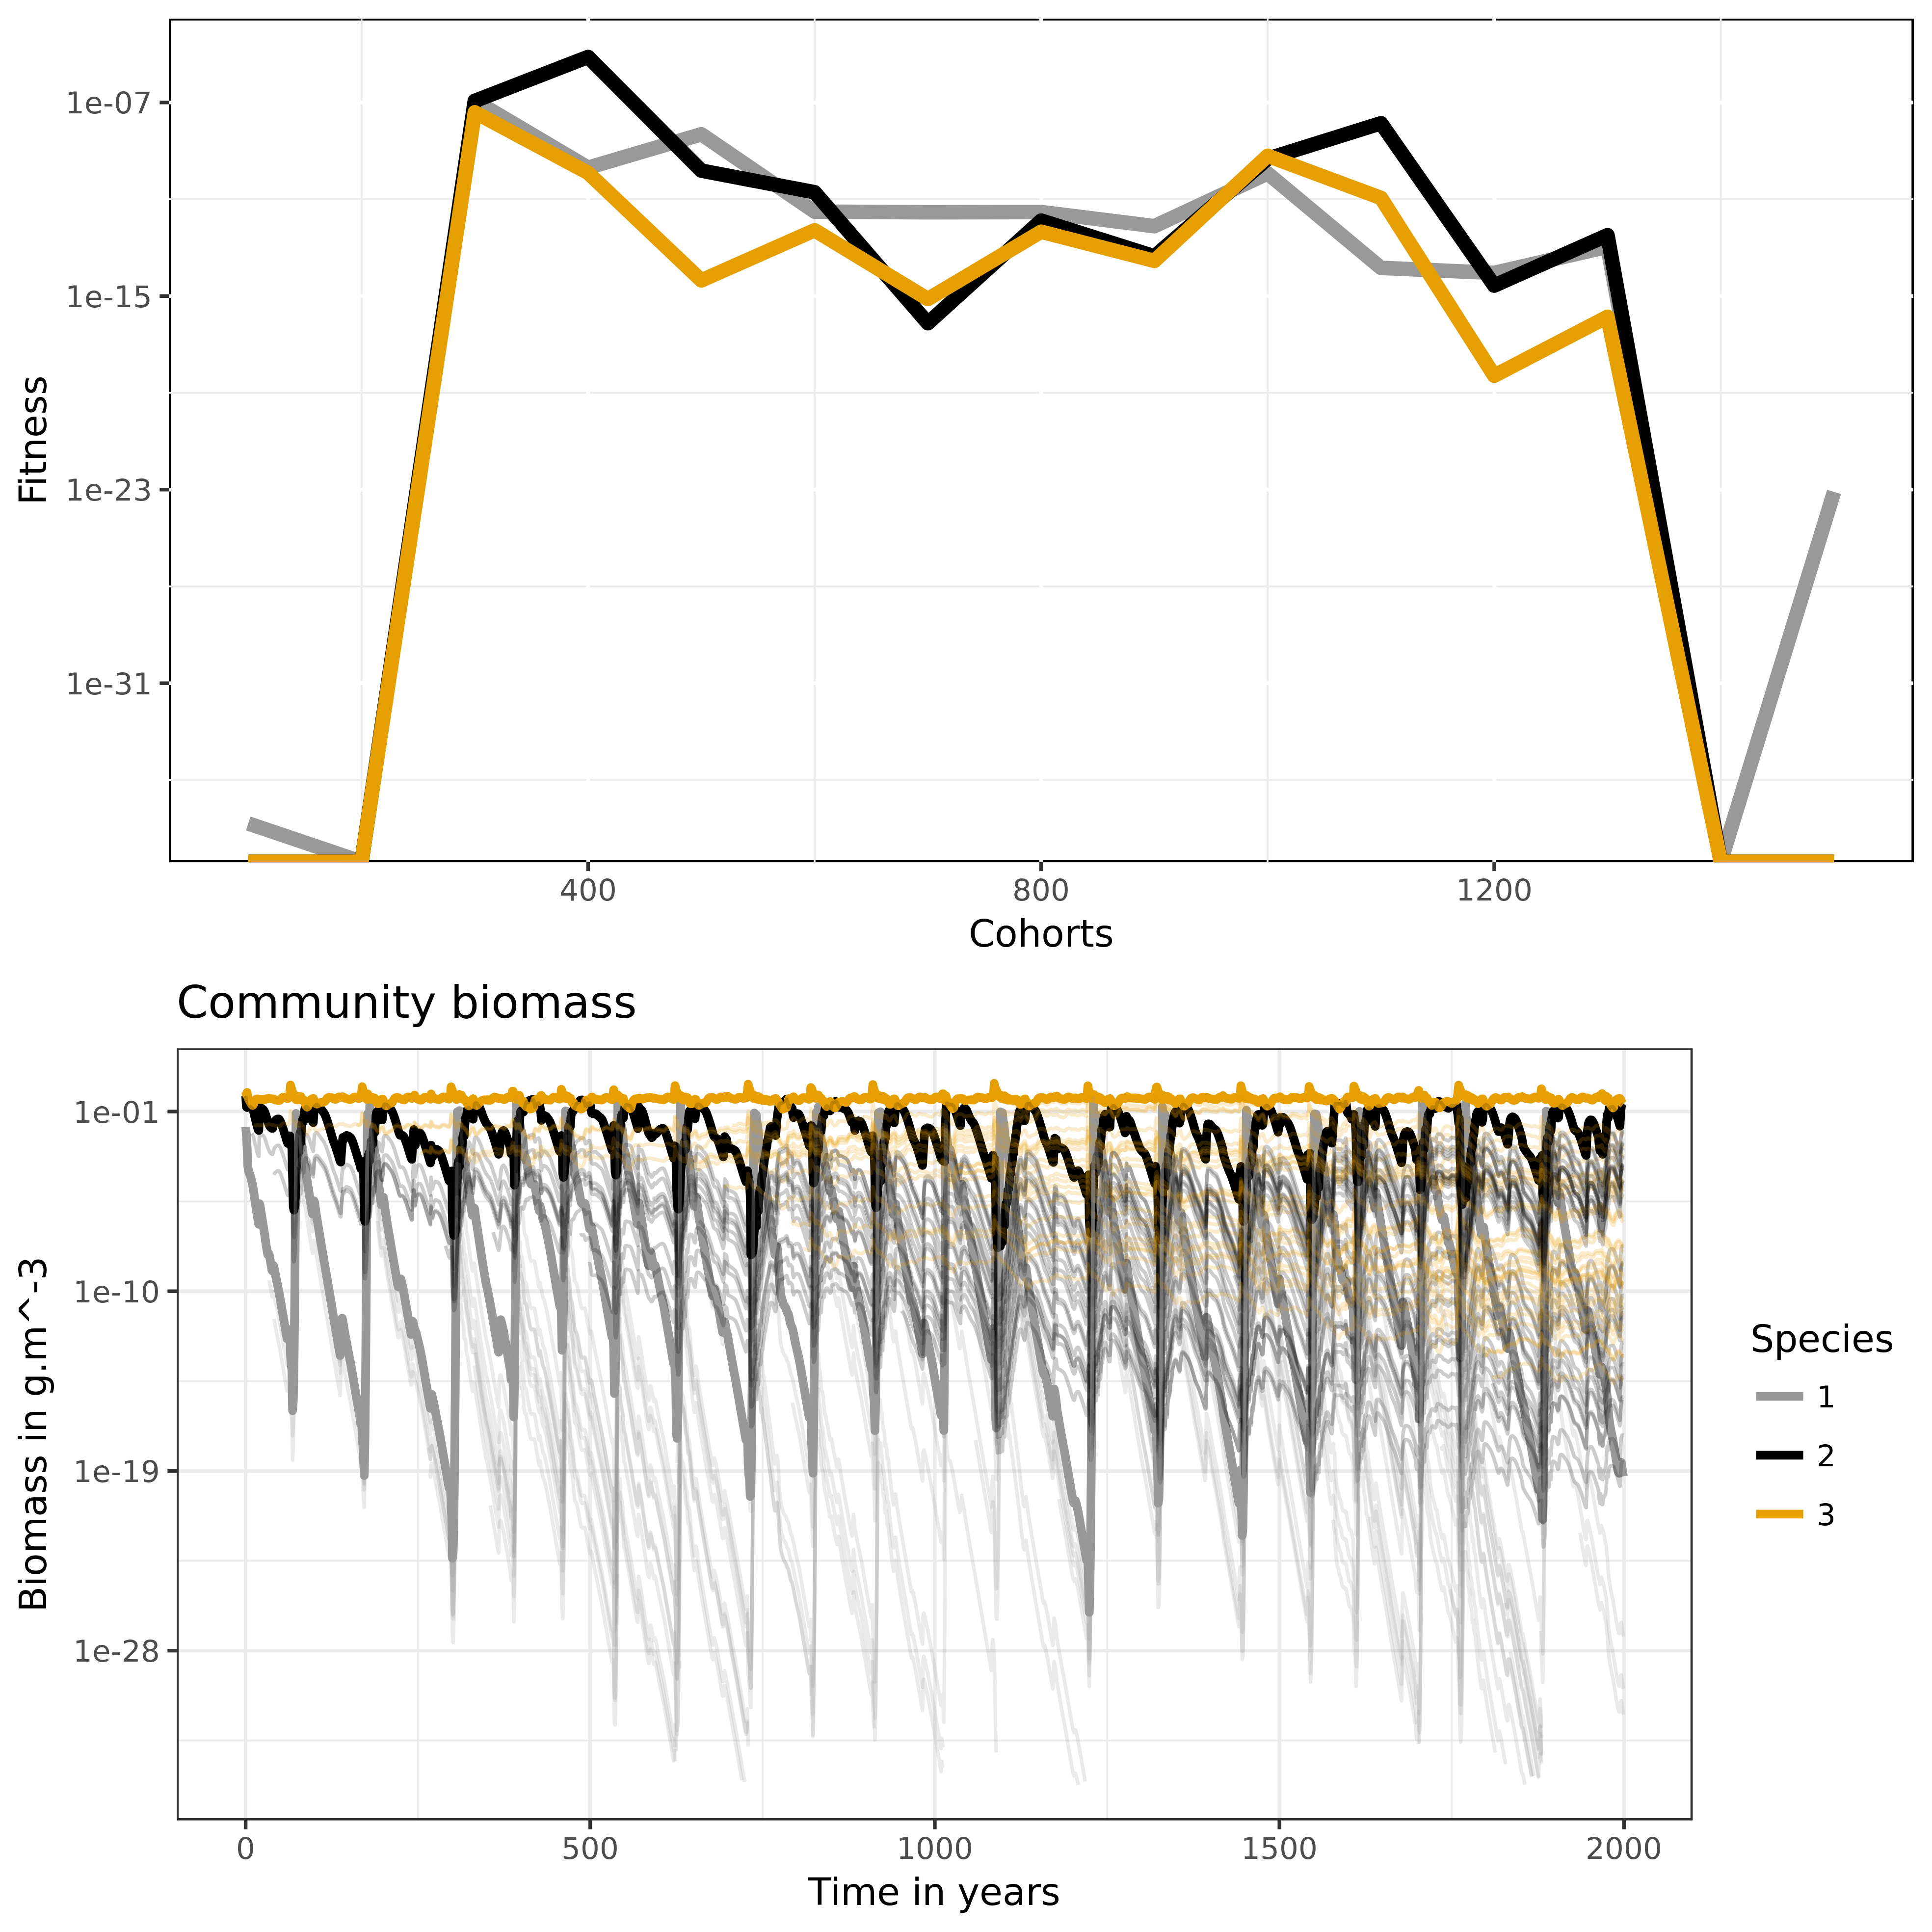 1e-07
1e-15
1e-23
1e-31
Fitness
400 800 1200
Cohorts
Community biomass
1e-01
1e-10
1e-19
1e-28
Biomass in g.m^-3
0 500 1000 1500 2000
Time in years
Species
1
2
3